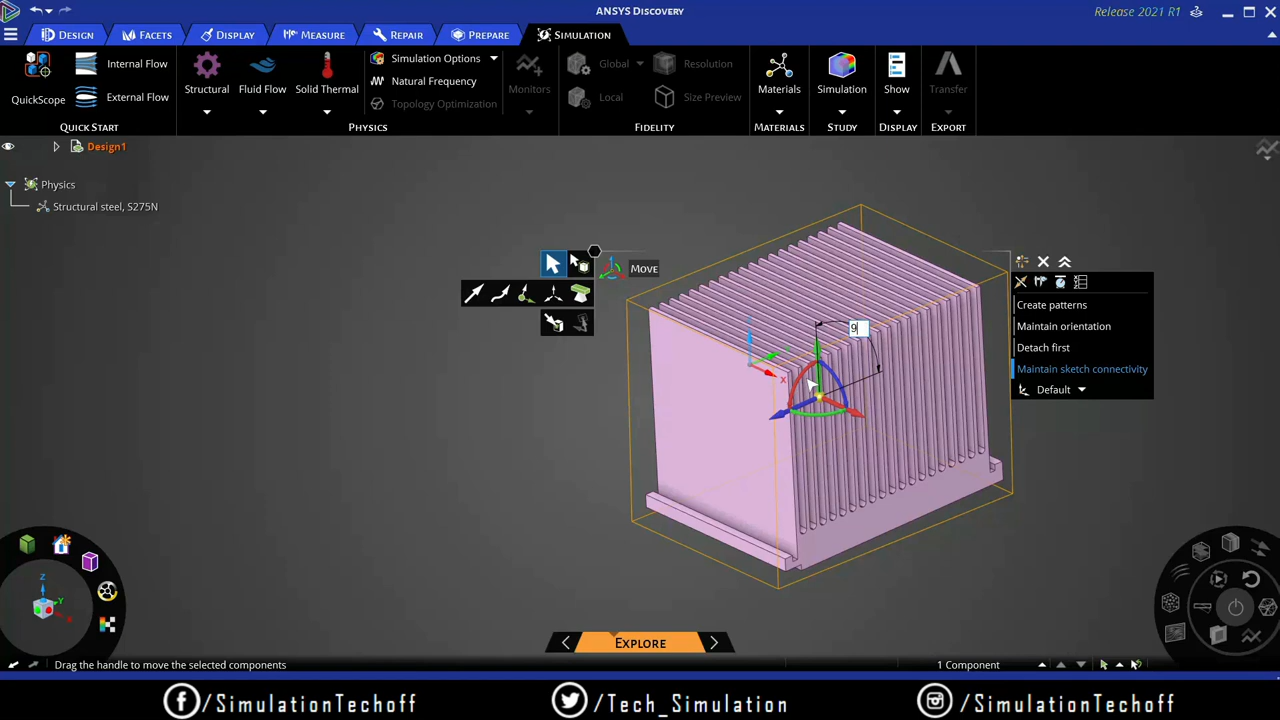 ANSYS Discovery
Release 2021 R1
Design
Facets
Display
Measure
Repair
Prepare
Simulation
QuickScope
Internal Flow
External Flow
Quick Start
Structural
Fluid Flow
Solid Thermal
Simulation Options
Natural Frequency
Topology Optimization
Physics
Monitors
Global
Local
Resolution
Size Preview
Fidelity
Materials
Materials
Simulation
Study
Show
Display
Transfer
Export
Design1
Physics
Structural steel, S275N
Move
9
X
Create patterns
Maintain orientation
Detach first
Maintain sketch connectivity
Default
Z
Y
Explore
Drag the handle to move the selected components
1 Component
/SimulationTechoff
/Tech_Simulation
/SimulationTechoff